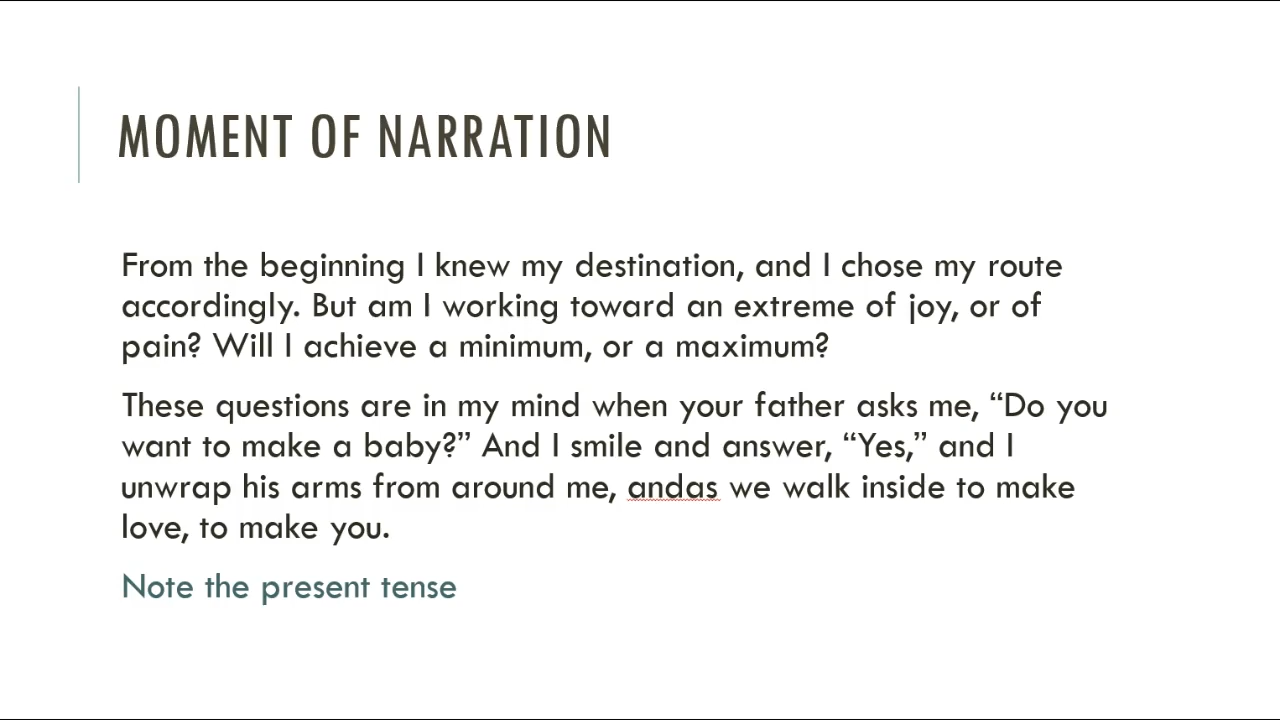 MOMENT OF NARRATION
From the beginning I knew my destination, and I chose my route
accordingly. But am I working toward an extreme of joy, or of
pain? Will I achieve a minimum, or a maximum?
These questions are in my mind when your father asks me, “Do you
want to make a baby?” And I smile and answer, “Yes,” and I
unwrap his arms from around me, andas we walk inside to make
love, to make you.
Note the present tense